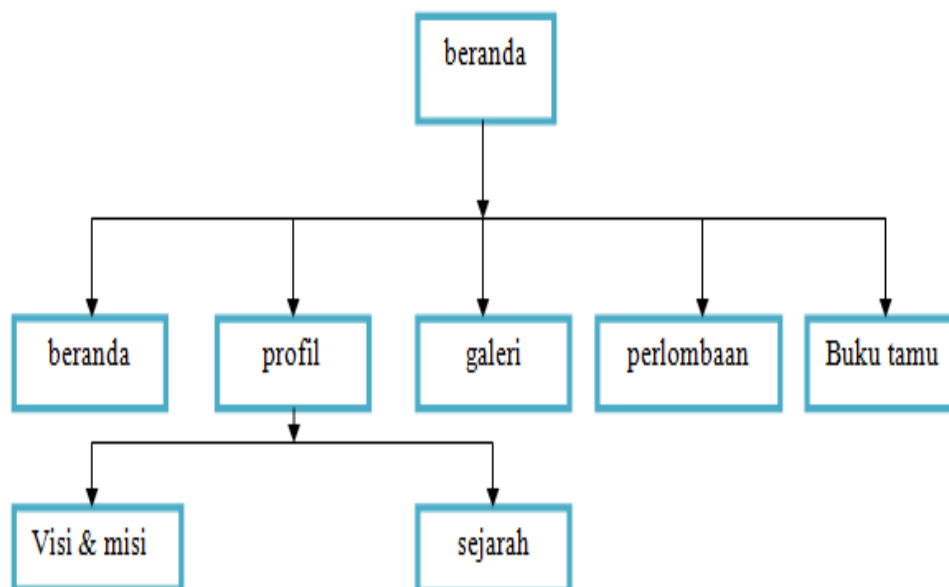 beranda
beranda
profil
galeri
perlombaan
Buku tamu
Visi & misi
sejarah